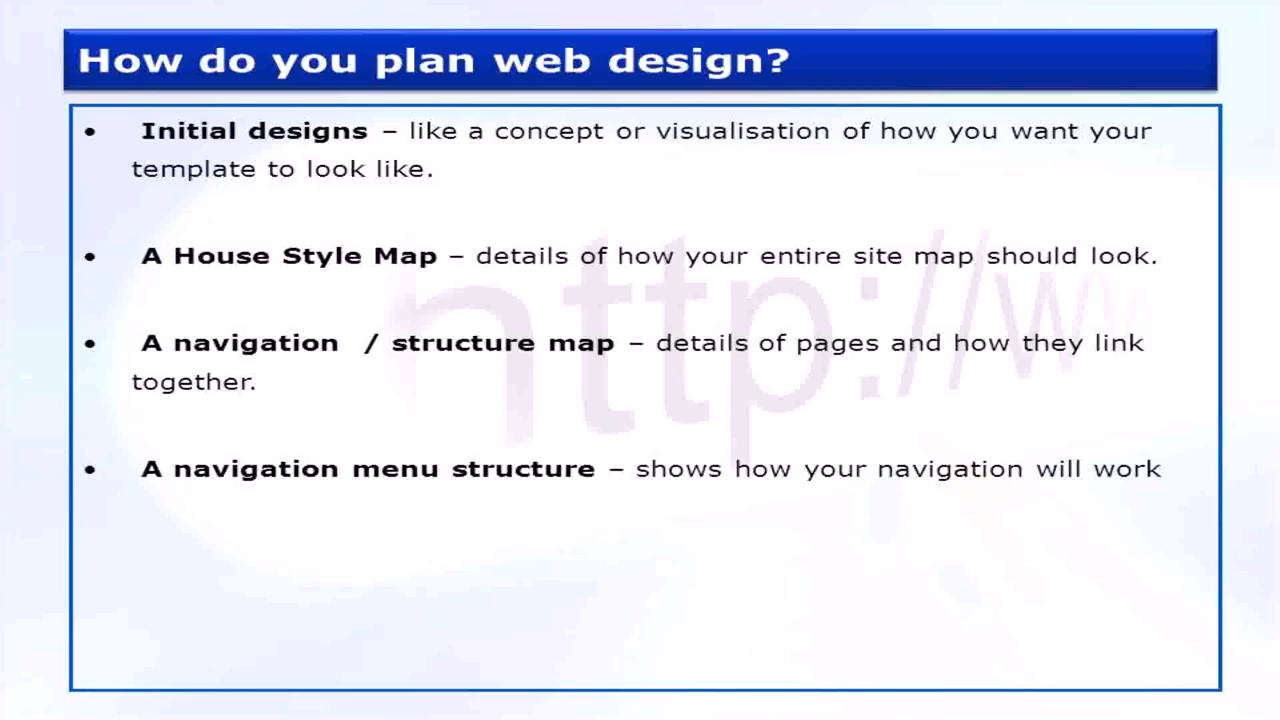 How do you plan web design?
• Initial designs – like a concept or visualisation of how you want your
template to look like.
• A House Style Map – details of how your entire site map should look.
• A navigation / structure map – details of pages and how they link
together.
• A navigation menu structure – shows how your navigation will work
http://ww